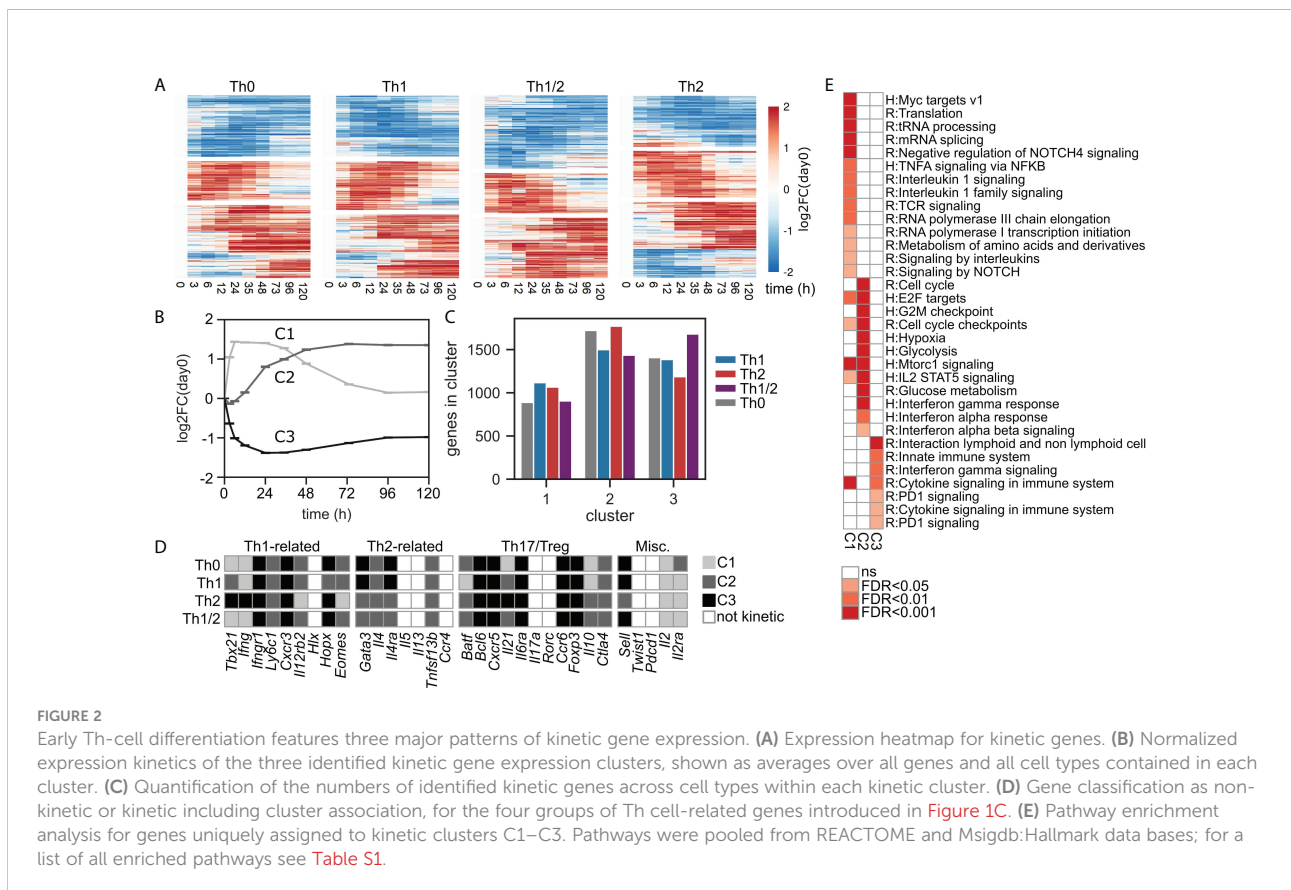 A
Th0 Th1 Th1/2 Th2
0 3 6 12 24 35 48 72 96 120
0 3 6 12 24 35 48 72 96 120
0 3 6 12 24 35 48 72 96 120
0 3 6 12 24 35 48 72 96 120
time (h)
2
1
0
-1
-2
log2FC(day0)
B
2
1
0
-1
-2
log2FC(day0)
C1
C2
C3
0 24 48 72 96 120
time (h)
C
1500
1000
500
0
genes in cluster
1 2 3
cluster
Th1
Th2
Th1/2
Th0
D
Th1-related Th2-related Th17/Treg Misc.
Th0
Th1
Th2
Th1/2
Tbx21
Ifng
Ifngr1
Ly6c1
Cxcr3
Il12rb2
Hlx
Hopx
Eomes
Gata3
Il4
Il4ra
Il5
Il13
Tnfsf13b
Ccr4
Batf
Bcl6
Cxcr5
Il21
Il6ra
Il17a
Rorc
Ccr6
Foxp3
Il10
Ctla4
Sell
Twist1
Pdcd1
Il2
Il2ra
C1
C2
C3
not kinetic
E
H:Myc targets v1
R:Translation
R:tRNA processing
R:mRNA splicing
R:Negative regulation of NOTCH4 signaling
H:TNFA signaling via NFKB
R:Interleukin 1 signaling
R:Interleukin 1 family signaling
R:TCR signaling
R:RNA polymerase III chain elongation
R:RNA polymerase I transcription initiation
R:Metabolism of amino acids and derivatives
R:Signaling by interleukins
R:Signaling by NOTCH
R:Cell cycle
H:E2F targets
H:G2M checkpoint
R:Cell cycle checkpoints
H:Hypoxia
H:Glycolysis
H:Mtorc1 signaling
H:IL2 STAT5 signaling
R:Glucose metabolism
H:Interferon gamma response
H:Interferon alpha response
R:Interferon alpha beta signaling
R:Interaction lymphoid and non lymphoid cell
R:Innate immune system
R:Interferon gamma signaling
R:Cytokine signaling in immune system
R:PD1 signaling
R:Cytokine signaling in immune system
R:PD1 signaling
C1 C2 C3
ns
FDR<0.05
FDR<0.01
FDR<0.001
FIGURE 2
Early Th-cell differentiation features three major patterns of kinetic gene expression. (A) Expression heatmap for kinetic genes. (B) Normalized
expression kinetics of the three identified kinetic gene expression clusters, shown as averages over all genes and all cell types contained in each
cluster. (C) Quantification of the numbers of identified kinetic genes across cell types within each kinetic cluster. (D) Gene classification as non-
kinetic or kinetic including cluster association, for the four groups of Th cell-related genes introduced in Figure 1C. (E) Pathway enrichment
analysis for genes uniquely assigned to kinetic clusters C1–C3. Pathways were pooled from REACTOME and Msigdb:Hallmark data bases; for a
list of all enriched pathways see Table S1.